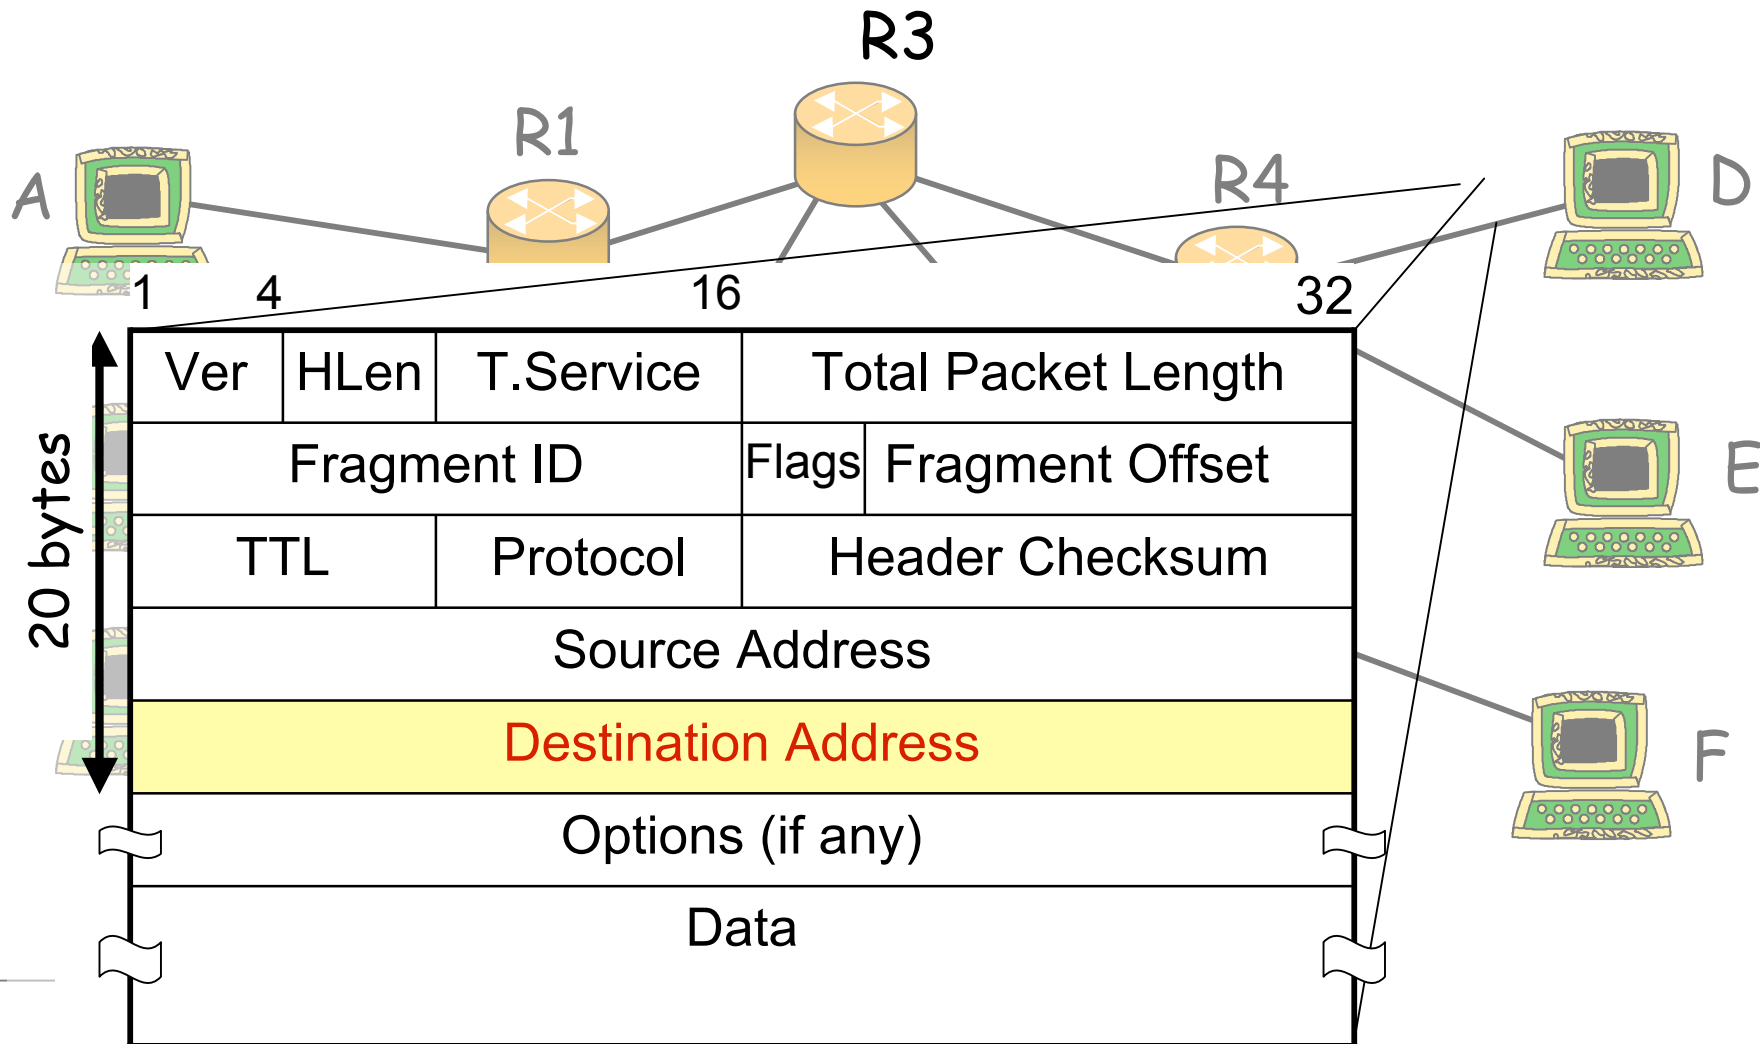 R3
R1
R4
A
D
1 4 16 32
Ver HLen T.Service Total Packet Length
Fragment ID Flags Fragment Offset
E
20 bytes
TTL Protocol Header Checksum
Source Address
Destination Address
F
Options (if any)
Data